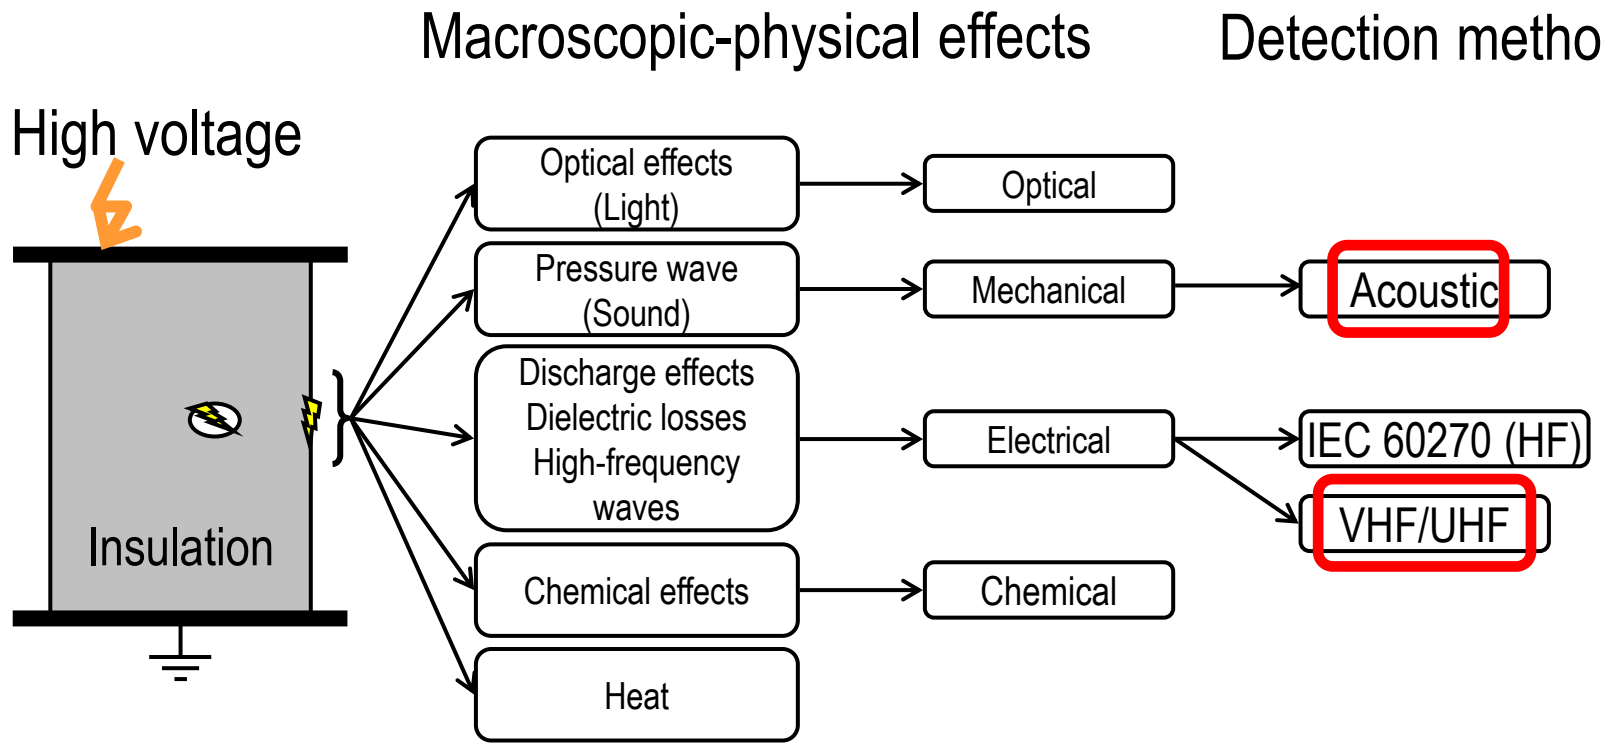 Macroscopic-physical effects
Detection metho
High voltage
Optical effects
(Light)
Optical
Pressure wave
(Sound)
Mechanical
Acoustic
Discharge effects
Dielectric losses
High-frequency
waves
Electrical
IEC 60270 (HF)
VHF/UHF
Insulation
Chemical effects
Chemical
Heat